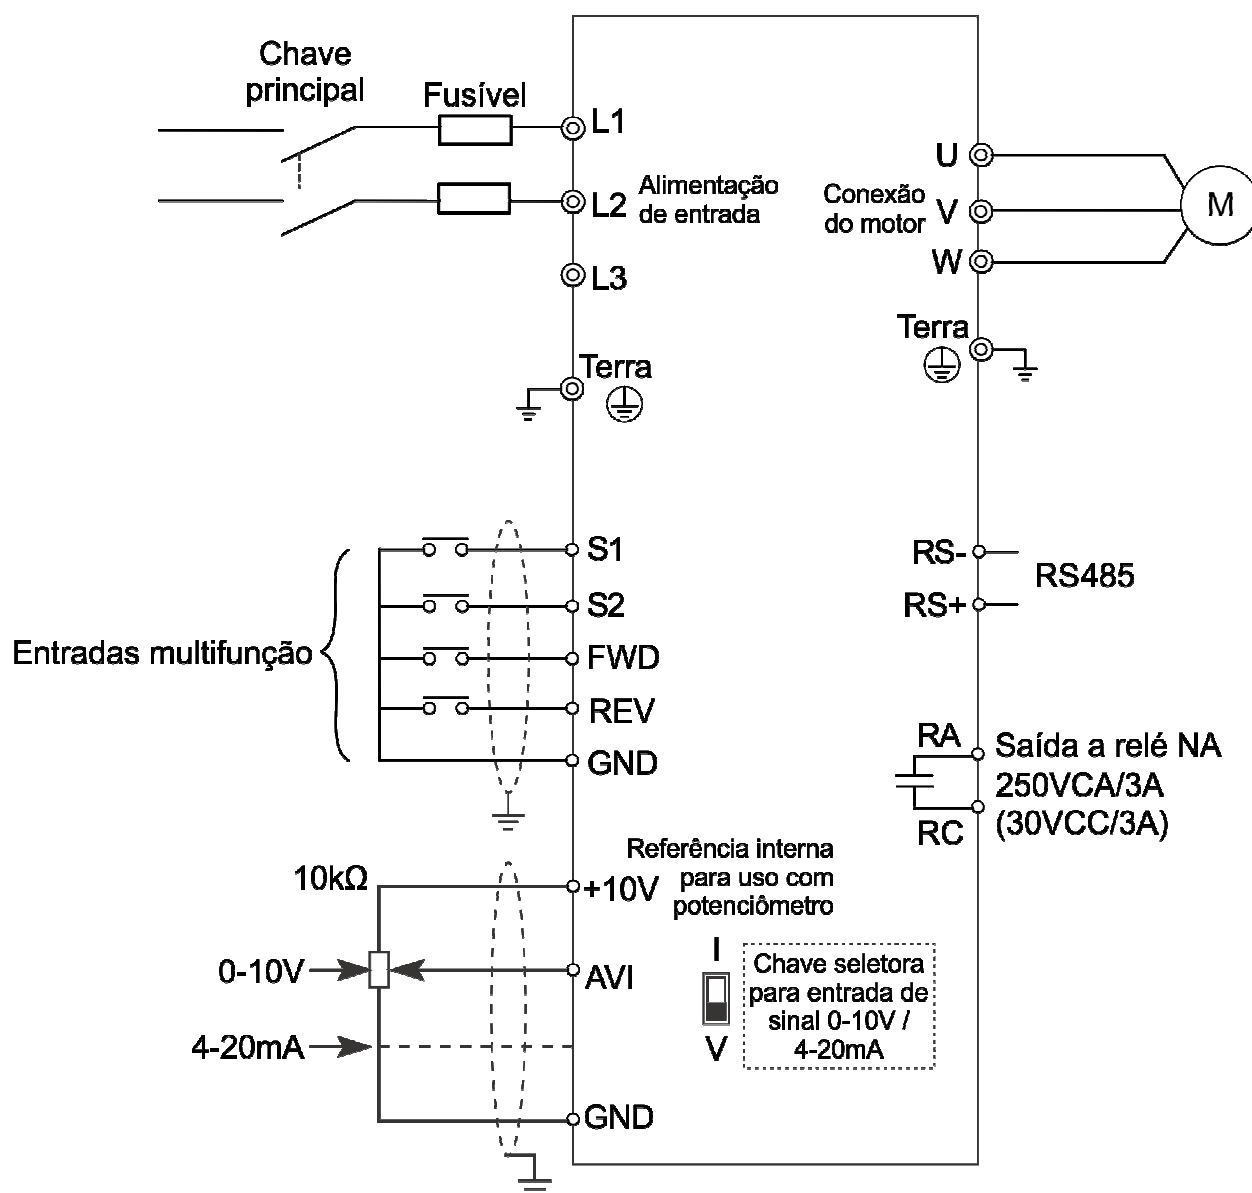 Chave
principal
Fusível
L1
L2
Alimentação
de entrada
L3
Terra
U
Conexão
do motor
V
W
M
Terra
S1
S2
Entradas multifunção
FWD
REV
GND
RS-
RS+
RS485
RA
RC
Saída a relé NA
250VCA/3A
(30VCC/3A)
10kΩ
+10V
Referência interna
para uso com
potenciômetro
0-10V
AVI
4-20mA
GND
I
V
Chave seletora
para entrada de
sinal 0-10V /
4-20mA